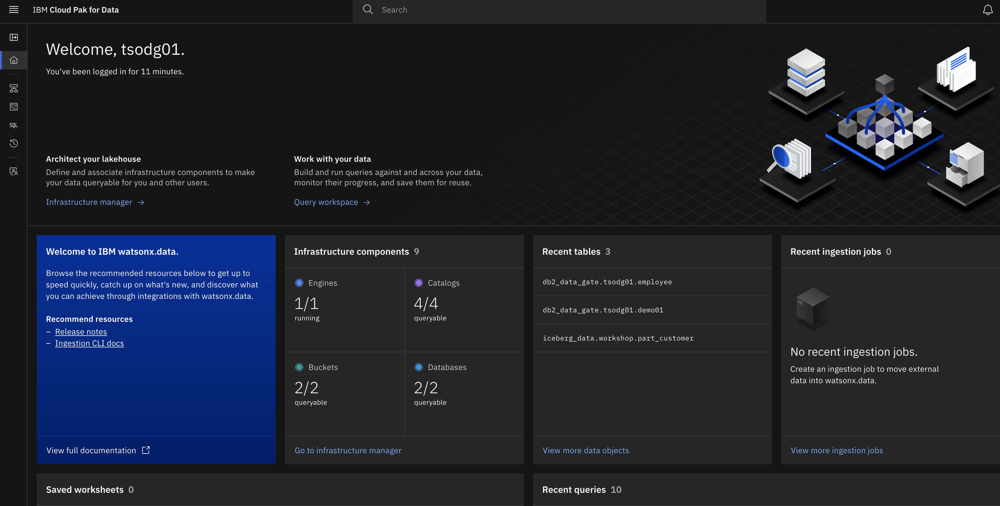 IBM Cloud Pak for Data
Search
Welcome, tsodg01.
You've been logged in for 11 minutes.
Architect your lakehouse
Define and associate infrastructure components to make
your data queryable for you and other users.
Infrastructure manager →
Work with your data
Build and run queries against and across your data,
monitor their progress, and save them for reuse.
Query workspace →
SQL
Welcome to IBM watsonx.data.
Browse the recommended resources below to get up to
speed quickly, catch up on what's new, and discover what
you can achieve through integrations with watsonx.data.
Recommend resources
– Release notes
– Ingestion CLI docs
View full documentation
Infrastructure components 9
Engines
1/1
running
Catalogs
4/4
queryable
Buckets
2/2
queryable
Databases
2/2
queryable
Go to infrastructure manager
Recent tables 3
db2_data_gate.tsodg01.employee
db2_data_gate.tsodg01.demo01
iceberg_data.workshop.part_customer
View more data objects
Recent ingestion jobs 0
No recent ingestion jobs.
Create an ingestion job to move external
data into watsonx.data.
View more ingestion jobs
Saved worksheets 0
Recent queries 10